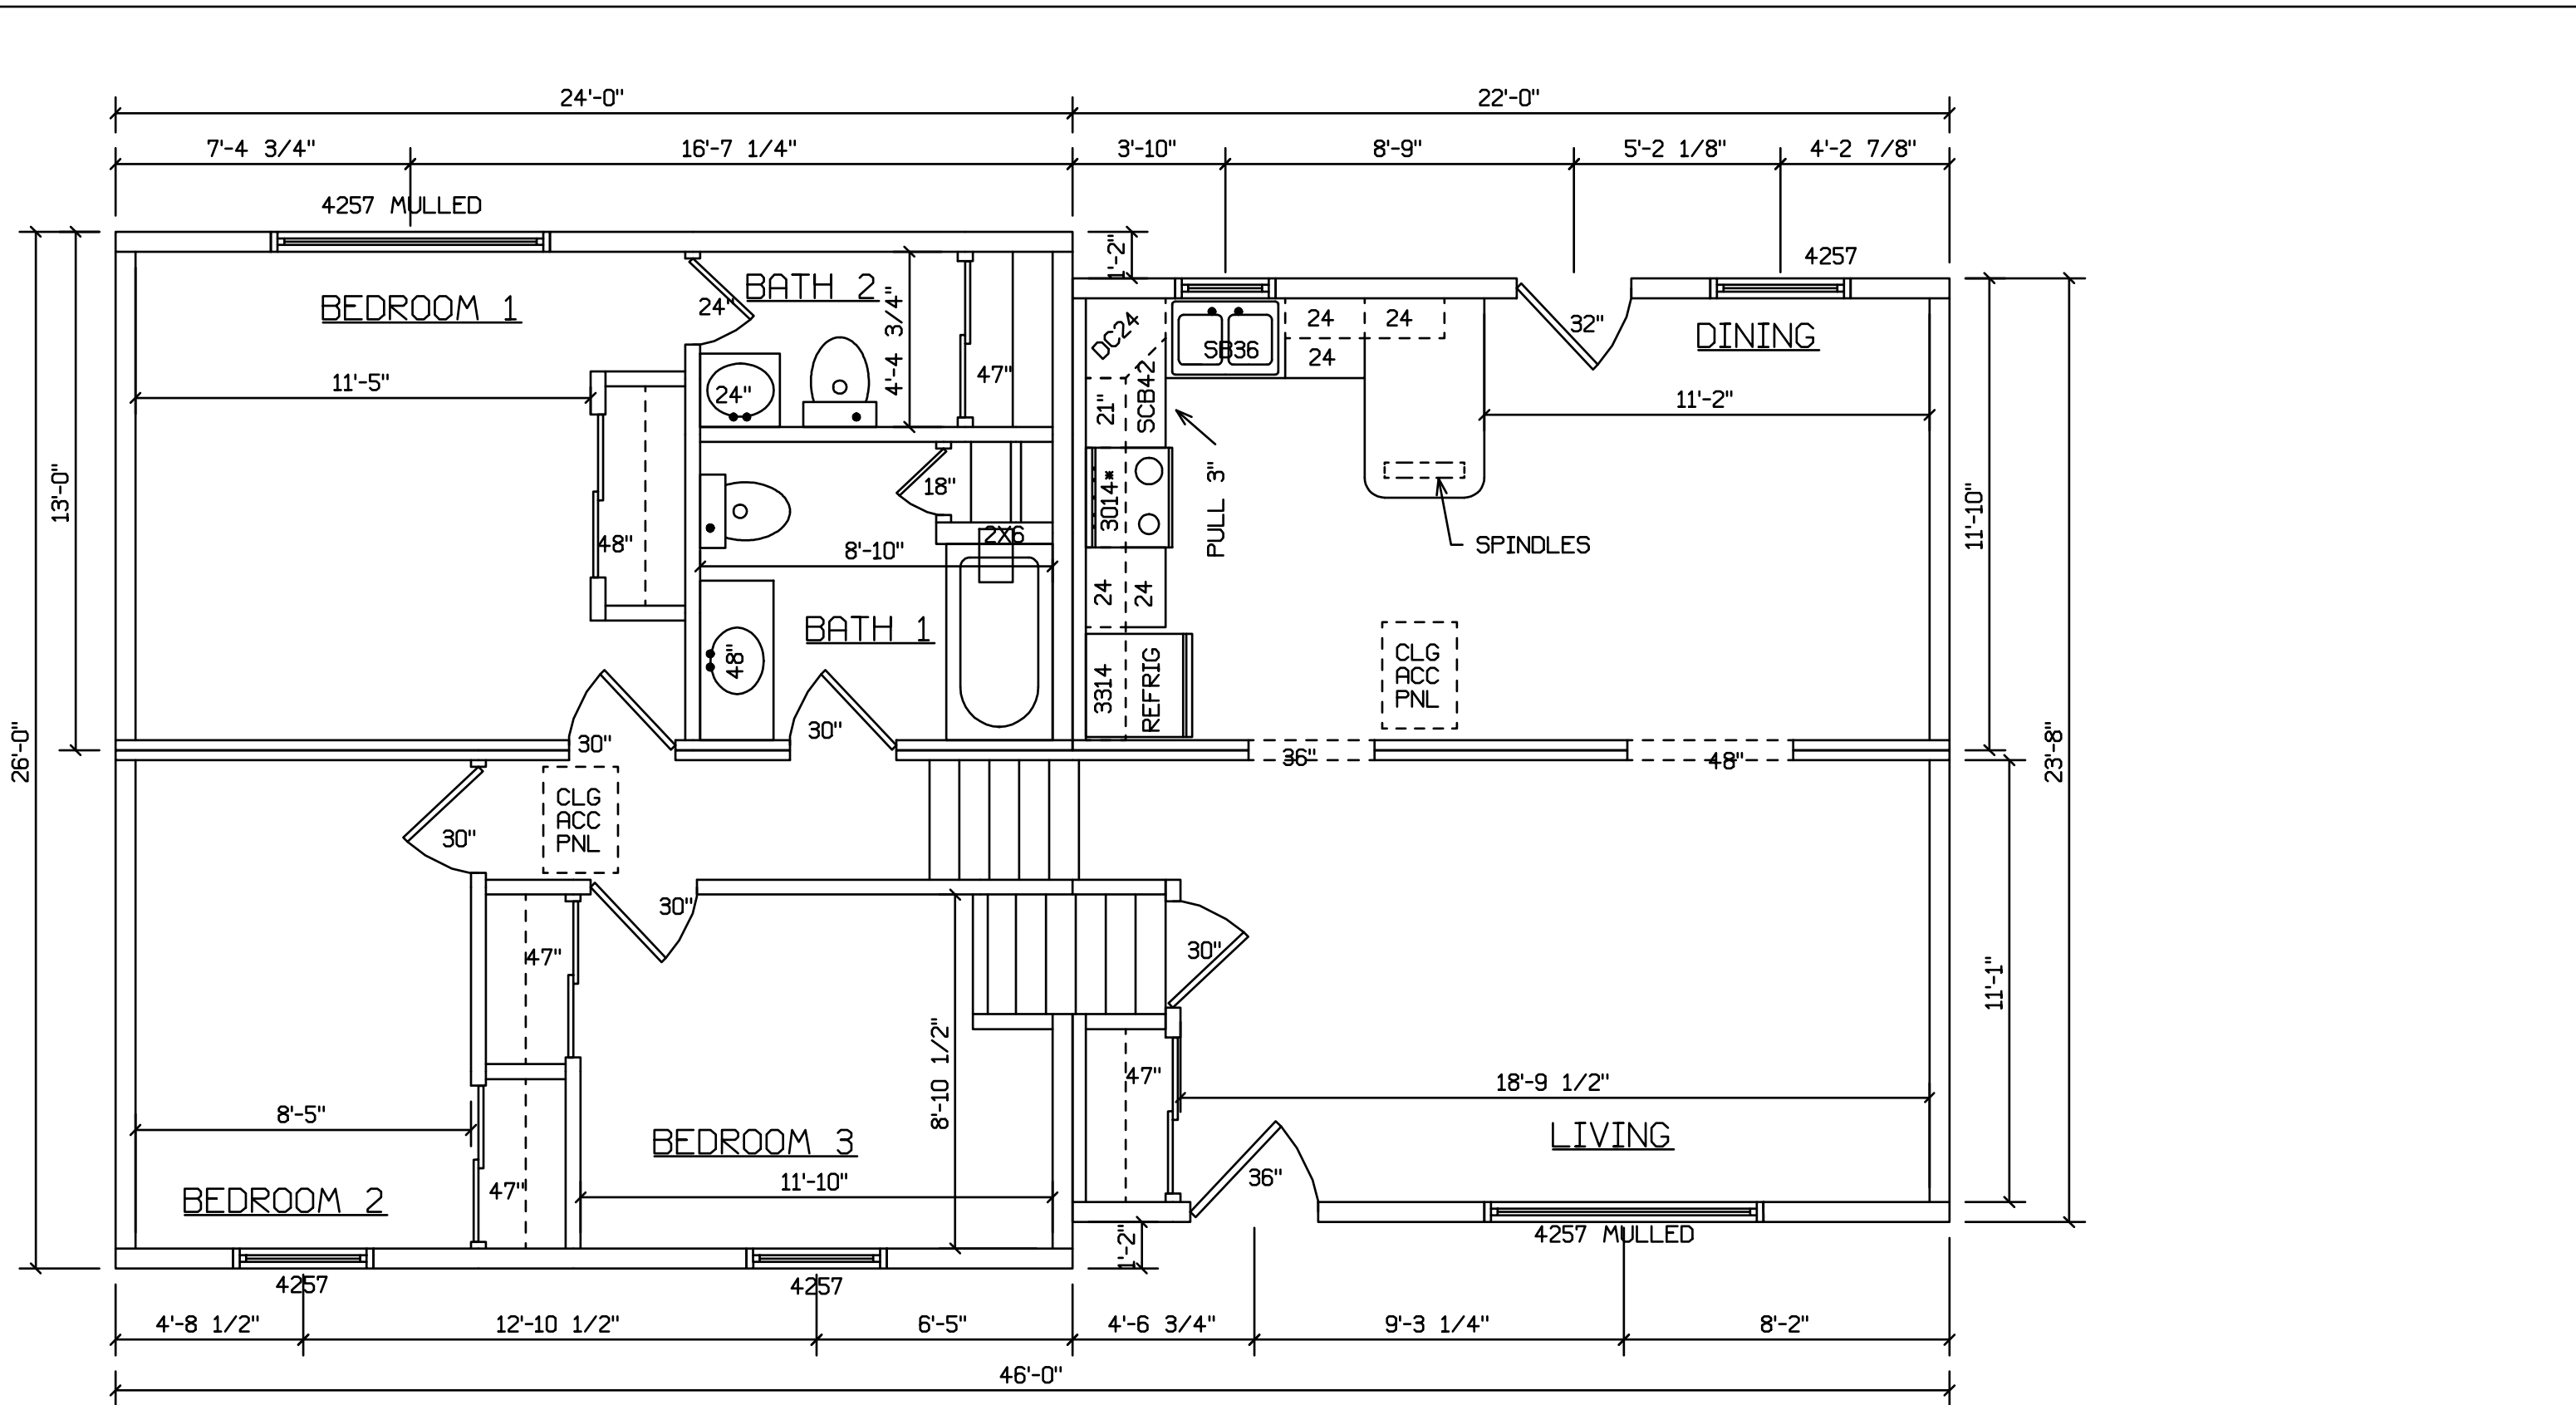 24'-0"
22'-0"
7'-4 3/4"
16'-7 1/4"
3'-10"
8'-9"
5'-2 1/8"
4'-2 7/8"
4257 MULLED
1'-2"
4257
BEDROOM 1
24"
BATH 2
4'-4 3/4"
47"
24"
DC24
SB36
24
24
24
32"
DINING
11'-5"
11'-2"
21"
SCB42
13'-0"
48"
18"
2X6
8'-10"
3014*
PULL 3"
SPINDLES
11'-10"
24
24
BATH 1
48"
3314
REFRIG
CLG
ACC
PNL
26'-0"
30"
30"
36"
48"
23'-8"
30"
CLG
ACC
PNL
30"
47"
30"
11'-1"
8'-10 1/2"
47"
18'-9 1/2"
8'-5"
BEDROOM 3
LIVING
11'-10"
36"
BEDROOM 2
47"
4257
4257
1'-2"
4257 MULLED
4'-8 1/2"
12'-10 1/2"
6'-5"
4'-6 3/4"
9'-3 1/4"
8'-2"
46'-0"